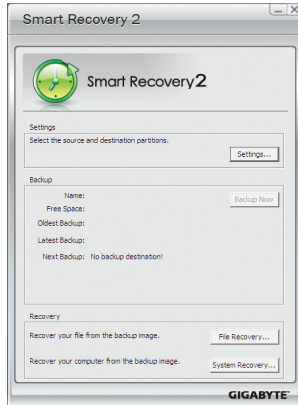 Smart Recovery 2
Smart Recovery2
Settings
Select the source and destination partitions.
Settings...
Backup
Name:
Backup Now
Free Space:
Oldest Backup:
Latest Backup:
Next Backup: No backup destination!
Recovery
Recover your file from the backup image.
File Recovery...
Recover your computer from the backup image.
System Recovery...
GIGABYTE™